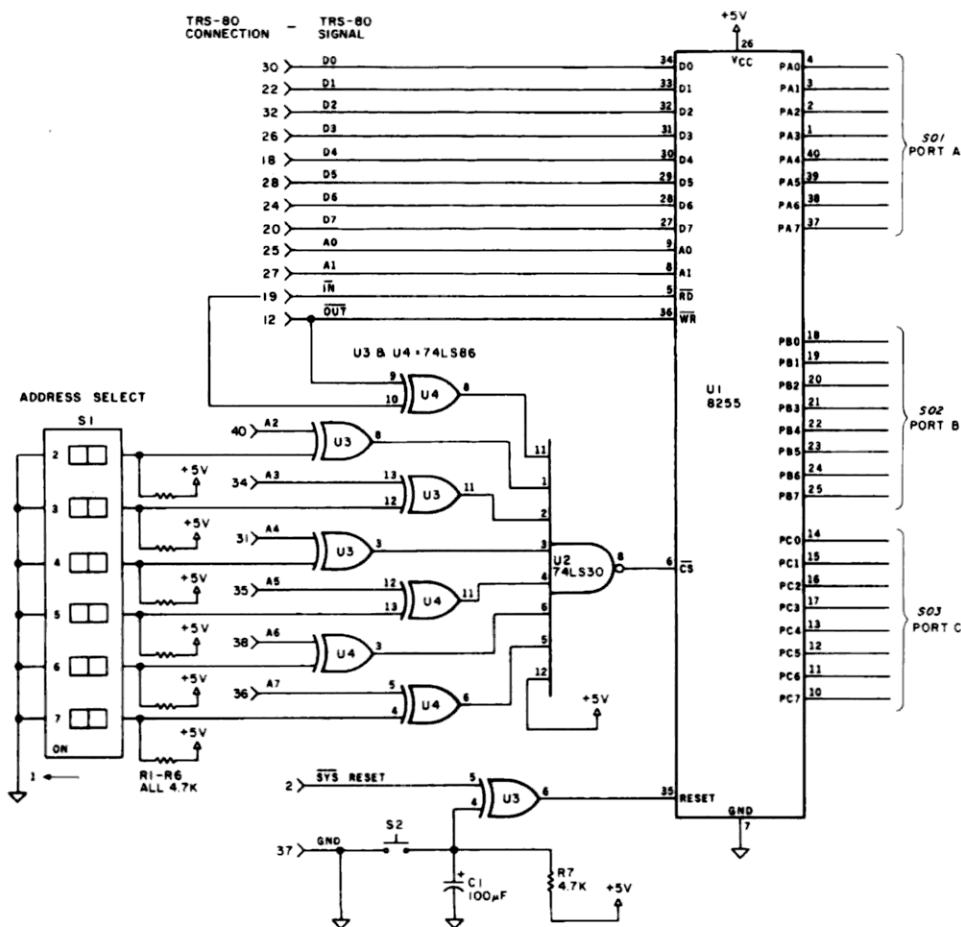 TRS-80 CONNECTION – TRS-80 SIGNAL
30 D0 34 D0
22 D1 33 D1
32 D2 32 D2
26 D3 31 D3
18 D4 30 D4
28 D5 29 D5
24 D6 28 D6
20 D7 27 D7
25 A0 9 A0
27 A1 8 A1
19 IN 5 RD
12 OUT 36 WR
+5V
26
VCC
PA0 4
PA1 3
PA2 2
PA3 1
PA4 40
PA5 39
PA6 38
PA7 37
SO1
PORT A
U3 & U4 = 74LS86
9
10
U4
8
U1
8255
PB0 18
PB1 19
PB2 20
PB3 21
PB4 22
PB5 23
PB6 24
PB7 25
SO2
PORT B
ADDRESS SELECT
S1
2
3
4
5
6
7
ON
1
+5V
+5V
+5V
+5V
+5V
+5V
R1-R6
ALL 4.7K
40 A2 U3 8
34 A3 13 12 U3 11
31 A4 U3 3
35 A5 12 13 U4 11
38 A6 U4 3
36 A7 5 4 U4 6
11
1
2
3
4
6
5
12
U2
74LS30
8
+5V
6 CS
PC0 14
PC1 15
PC2 16
PC3 17
PC4 13
PC5 12
PC6 11
PC7 10
SO3
PORT C
2 SYS RESET 5 4 U3 6 35 RESET
GND
7
37 GND
S2
+
C1
100µF
R7
4.7K
+5V